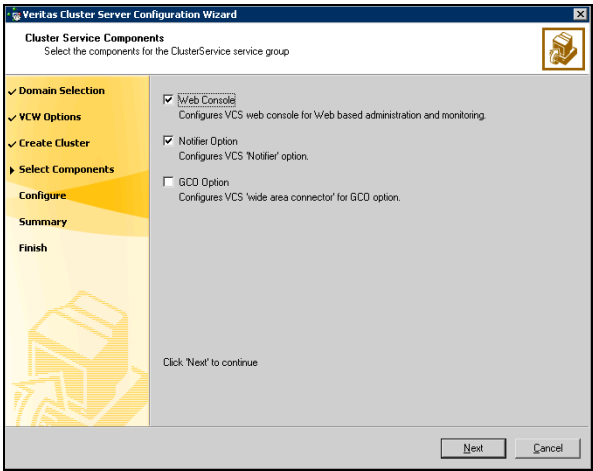 Veritas Cluster Server Configuration Wizard
Cluster Service Components
Select the components for the ClusterService service group
Domain Selection
VCW Options
Create Cluster
Select Components
Configure
Summary
Finish
Web Console
Configures VCS web console for Web based administration and monitoring.
Notifier Option
Configures VCS 'Notifier' option.
GCO Option
Configures VCS 'wide area connector' for GCO option.
Click 'Next' to continue
Next
Cancel